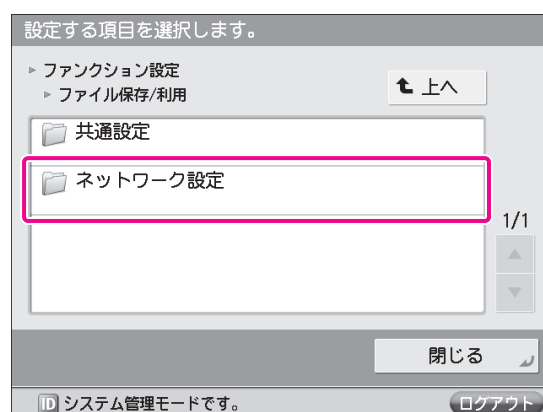 設定する項目を選択します。
ファンクション設定
ファイル保存/利用
上へ
共通設定
ネットワーク設定
1/1
閉じる
ID システム管理モードです。
ログアウト